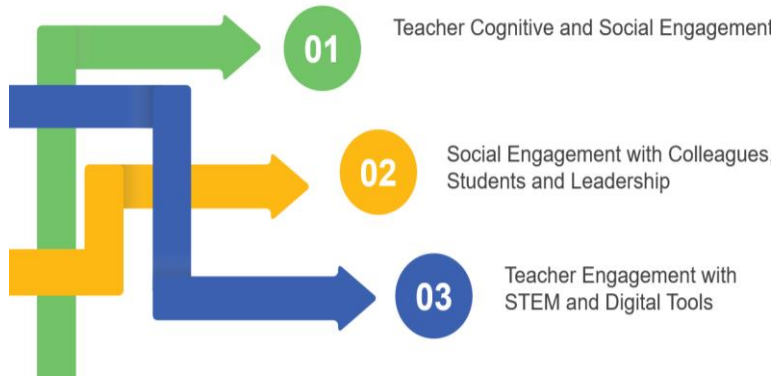 01
Teacher Cognitive and Social Engagement
02
Social Engagement with Colleagues,
Students and Leadership
03
Teacher Engagement with
STEM and Digital Tools